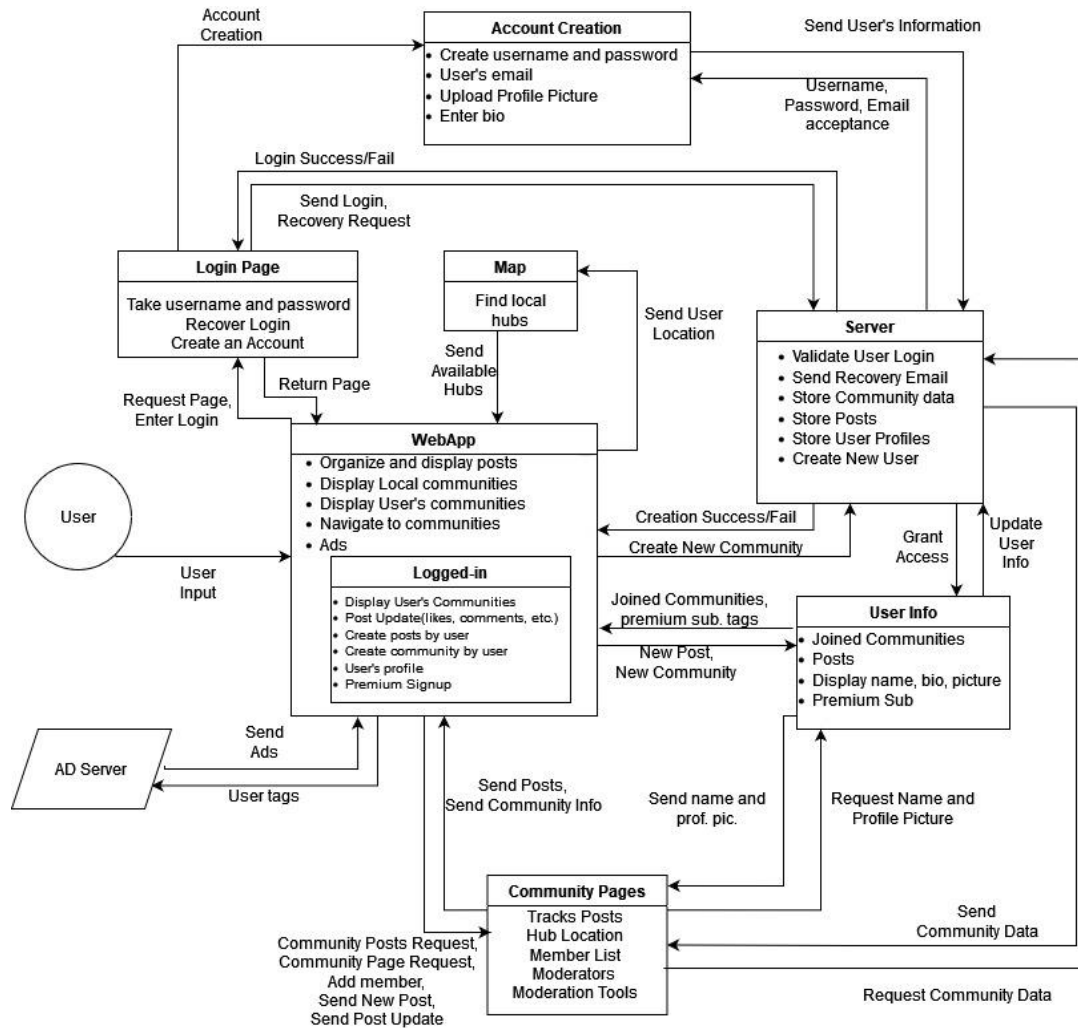 Account
Creation
Account Creation
• Create username and password
• User's email
• Upload Profile Picture
• Enter bio
Send User's Information
Username,
Password, Email
acceptance
Login Success/Fail
Send Login,
Recovery Request
Login Page
Take username and password
Recover Login
Create an Account
Map
Find local
hubs
Send User
Location
Server
• Validate User Login
• Send Recovery Email
• Store Community data
• Store Posts
• Store User Profiles
• Create New User
Request Page,
Enter Login
Return Page
Send
Available
Hubs
WebApp
• Organize and display posts
• Display Local communities
• Display User's communities
• Navigate to communities
• Ads
Logged-in
• Display User's Communities
• Post Update(likes, comments, etc.)
• Create posts by user
• Create community by user
• User's profile
• Premium Signup
User
User
Input
Creation Success/Fail
Create New Community
Grant
Access
Update
User
Info
Joined Communities,
premium sub. tags
New Post,
New Community
User Info
• Joined Communities
• Posts
• Display name, bio, picture
• Premium Sub
AD Server
Send
Ads
User tags
Send Posts,
Send Community Info
Send name and
prof. pic.
Request Name and
Profile Picture
Community Pages
Tracks Posts
Hub Location
Member List
Moderators
Moderation Tools
Community Posts Request,
Community Page Request,
Add member,
Send New Post,
Send Post Update
Send
Community Data
Request Community Data